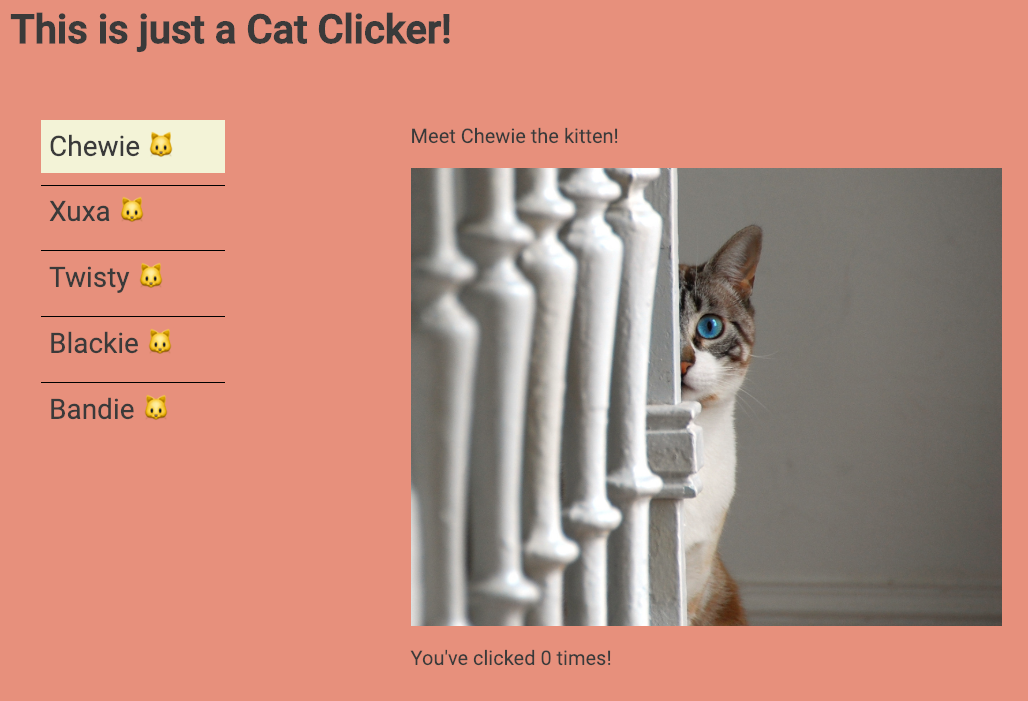 This is just a Cat Clicker!
Chewie 🐱
Xuxa 🐱
Twisty 🐱
Blackie 🐱
Bandie 🐱
Meet Chewie the kitten!
You've clicked 0 times!